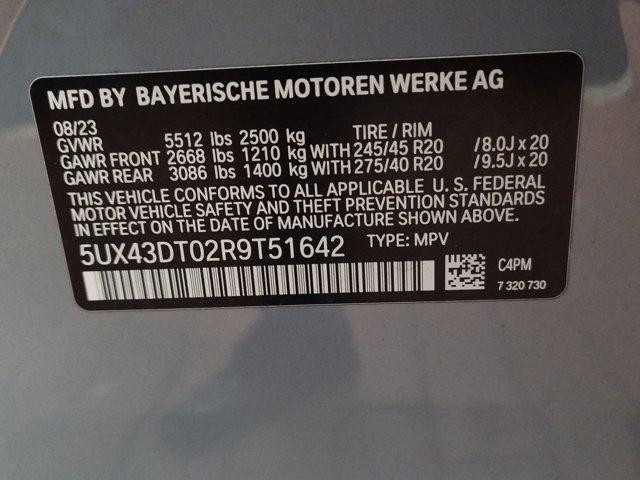 MFD BY BAYERISCHE MOTOREN WERKE AG
08/23 TIRE / RIM
GVWR 5512 lbs 2500 kg
GAWR FRONT 2668 lbs 1210 kg WITH 245/45 R20 /8.0J x 20
GAWR REAR 3086 lbs 1400 kg WITH 275/40 R20 /9.5J x 20
THIS VEHICLE CONFORMS TO ALL APPLICABLE U. S. FEDERAL
MOTOR VEHICLE SAFETY AND THEFT PREVENTION STANDARDS
IN EFFECT ON THE DATE OF MANUFACTURE SHOWN ABOVE.
5UX43DT02R9T51642 TYPE: MPV
C4PM
7 320 730